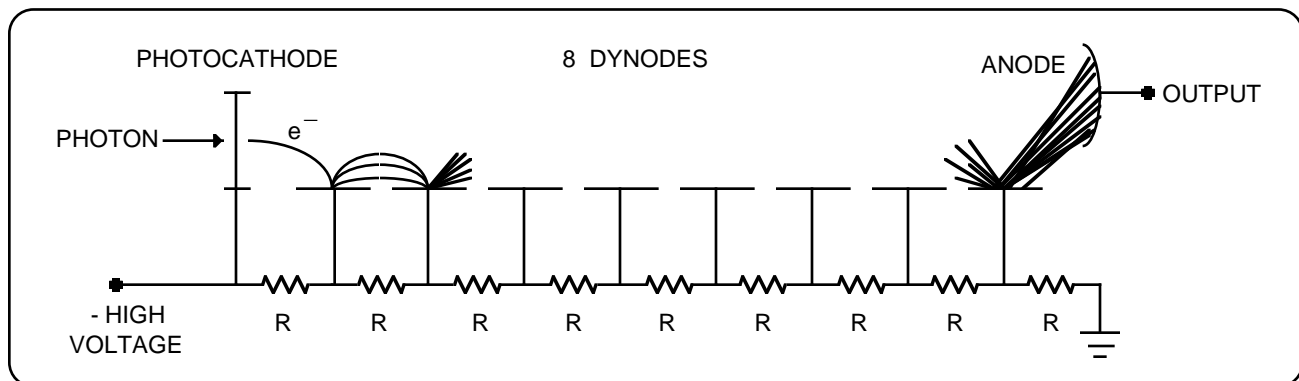 PHOTOCATHODE
8 DYNODES
ANODE
OUTPUT
PHOTON
e⁻
- HIGH
VOLTAGE
R
R
R
R
R
R
R
R
R